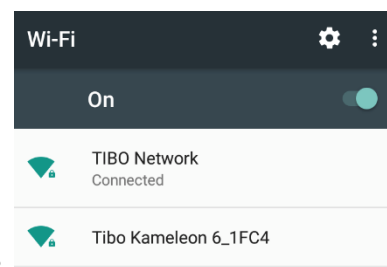 Wi-Fi
On
TIBO Network
Connected
Tibo Kameleon 6_1FC4